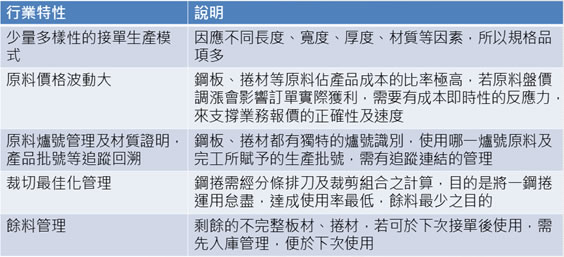 行業特性
說明
少量多樣性的接單生產模
式
因應不同長度、寬度、厚度、材質等因素，所以規格品
項多
原料價格波動大
鋼板、捲材等原料佔產品成本的比率極高，若原料盤價
調漲會影響訂單實際獲利，需要有成本即時性的反應力，
來支撐業務報價的正確性及速度
原料爐號管理及材質證明，
產品批號等追蹤回溯
鋼板、捲材都有獨特的爐號識別，使用哪一爐號原料及
完工所賦予的生產批號，需有追蹤連結的管理
裁切最佳化管理
鋼捲需經分條排刀及裁剪組合之計算，目的是將一鋼捲
運用怠盡，達成使用率最低，餘料最少之目的
餘料管理
剩餘的不完整板材、捲材，若可於下次接單後使用，需
先入庫管理，便於下次使用